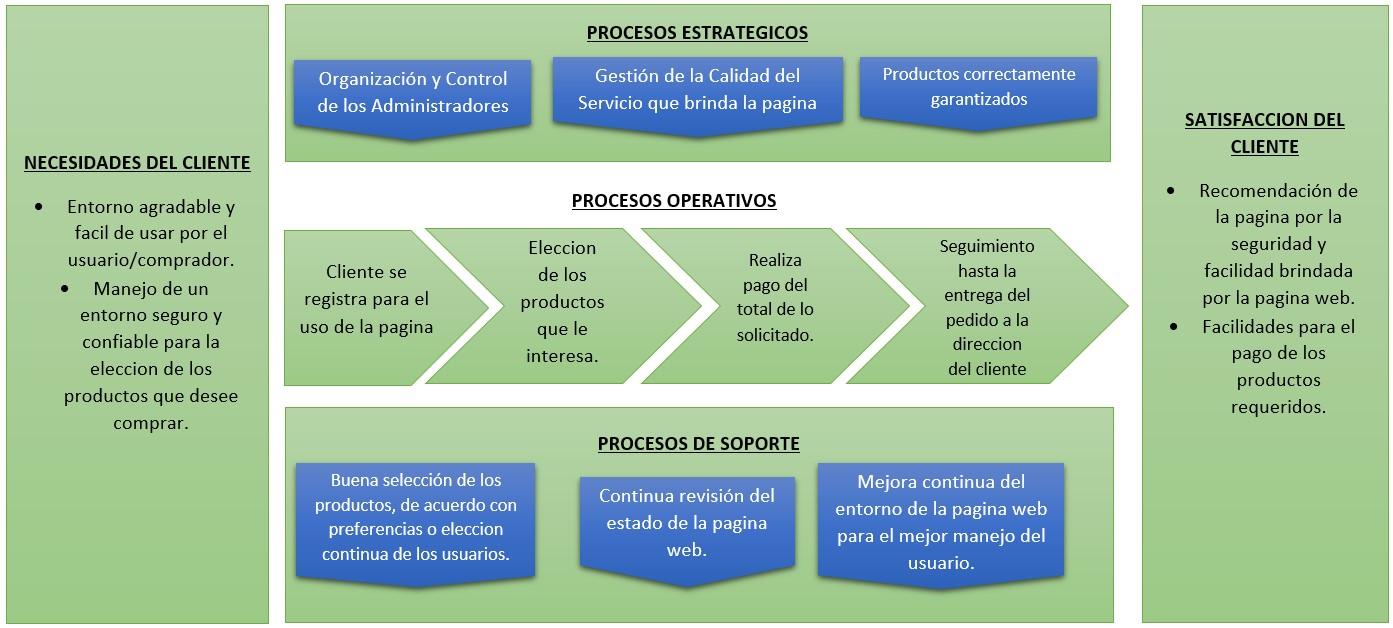 NECESIDADES DEL CLIENTE
• Entorno agradable y
facil de usar por el
usuario/comprador.
• Manejo de un
entorno seguro y
confiable para la
eleccion de los
productos que desee
comprar.
PROCESOS ESTRATEGICOS
Organización y Control
de los Administradores
Gestión de la Calidad del
Servicio que brinda la pagina
Productos correctamente
garantizados
PROCESOS OPERATIVOS
Cliente se
registra para el
uso de la pagina
Eleccion
de los
productos
que le
interesa.
Realiza
pago del
total de lo
solicitado.
Seguimiento
hasta la
entrega del
pedido a la
direccion
del cliente
PROCESOS DE SOPORTE
Buena selección de los
productos, de acuerdo con
preferencias o eleccion
continua de los usuarios.
Continua revisión del
estado de la pagina
web.
Mejora continua del
entorno de la pagina web
para el mejor manejo del
usuario.
SATISFACCION DEL
CLIENTE
• Recomendación de
la pagina por la
seguridad y
facilidad brindada
por la pagina web.
• Facilidades para el
pago de los
productos
requeridos.